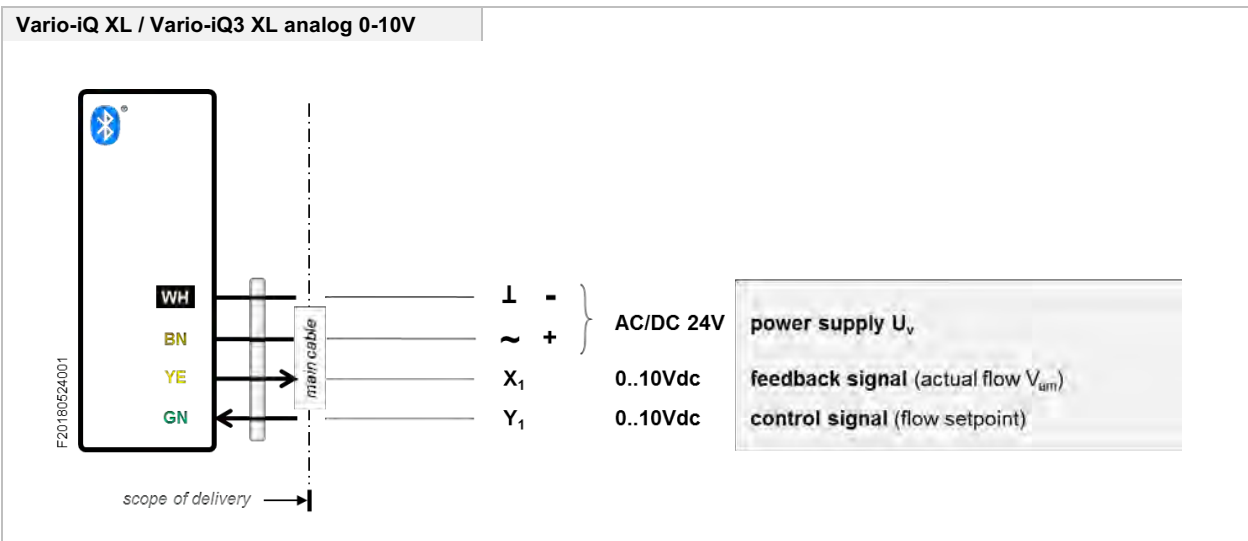 Vario-iQ XL / Vario-iQ3 XL analog 0-10V
®
WH ⊥ -
BN ~ +
AC/DC 24V power supply Uv
YE X1 0..10Vdc feedback signal (actual flow Vam)
GN Y1 0..10Vdc control signal (flow setpoint)
main cable
F20180524001
scope of delivery